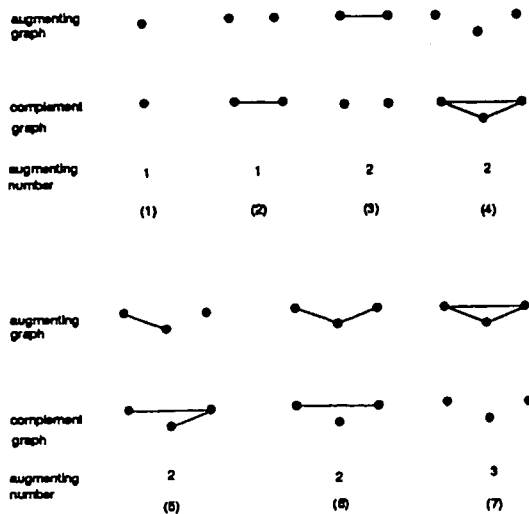 augmenting
graph
complement
graph
augmenting
number
1 1 2 2
(1) (2) (3) (4)
augmenting
graph
complement
graph
augmenting
number
2 2 3
(5) (6) (7)